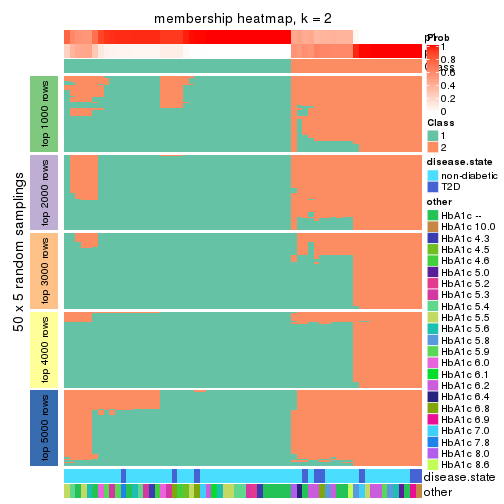 membership heatmap, k = 2
Prob
1
0.8
0.6
0.4
0.2
0
Class
1
2
disease.state
non-diabetic
T2D
other
HbA1c --
HbA1c 10.0
HbA1c 4.3
HbA1c 4.5
HbA1c 4.6
HbA1c 5.0
HbA1c 5.2
HbA1c 5.3
HbA1c 5.4
HbA1c 5.5
HbA1c 5.6
HbA1c 5.8
HbA1c 5.9
HbA1c 6.0
HbA1c 6.1
HbA1c 6.2
HbA1c 6.4
HbA1c 6.8
HbA1c 6.9
HbA1c 7.0
HbA1c 7.8
HbA1c 8.0
HbA1c 8.6
50 x 5 random samplings
top 1000 rows
top 2000 rows
top 3000 rows
top 4000 rows
top 5000 rows
disease.state
other